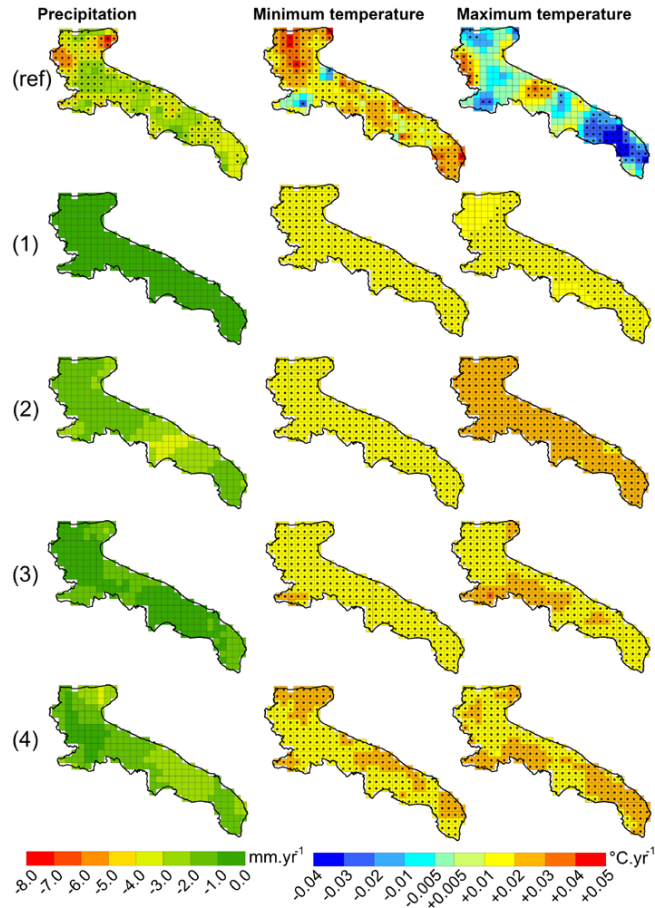 Precipitation Minimum temperature Maximum temperature
(ref)
(1)
(2)
(3)
(4)
mm.yr-1 °C.yr-1
-8.0 -7.0 -6.0 -5.0 -4.0 -3.0 -2.0 -1.0 0.0 -0.04 -0.03 -0.02 -0.01 -0.005 +0.005 +0.01 +0.02 +0.03 +0.04 +0.05